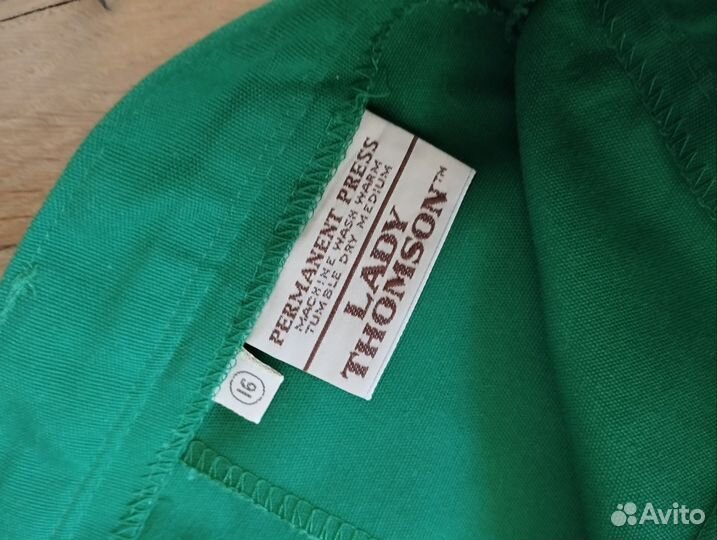 PERMANENT PRESS
MACHINE WASH WARM
TUMBLE DRY MEDIUM
LADY
THOMSON™
16
Avito